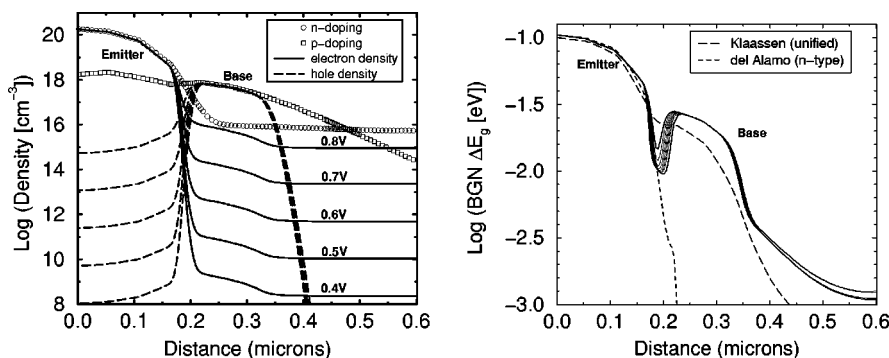 20
18
16
14
12
10
8
0.0
0.1
0.2
0.3
0.4
0.5
0.6
Log (Density [cm⁻³]
Distance (microns)
n-doping
p-doping
electron density
hole density
Emitter
Base
0.8V
0.7V
0.6V
0.5V
0.4V
-1.0
-1.5
-2.0
-2.5
-3.0
0.0
0.1
0.2
0.3
0.4
0.5
0.6
Log (BGN ΔE_g [eV]
Distance (microns)
Klaassen (unified)
del Alamo (n-type)
Emitter
Base